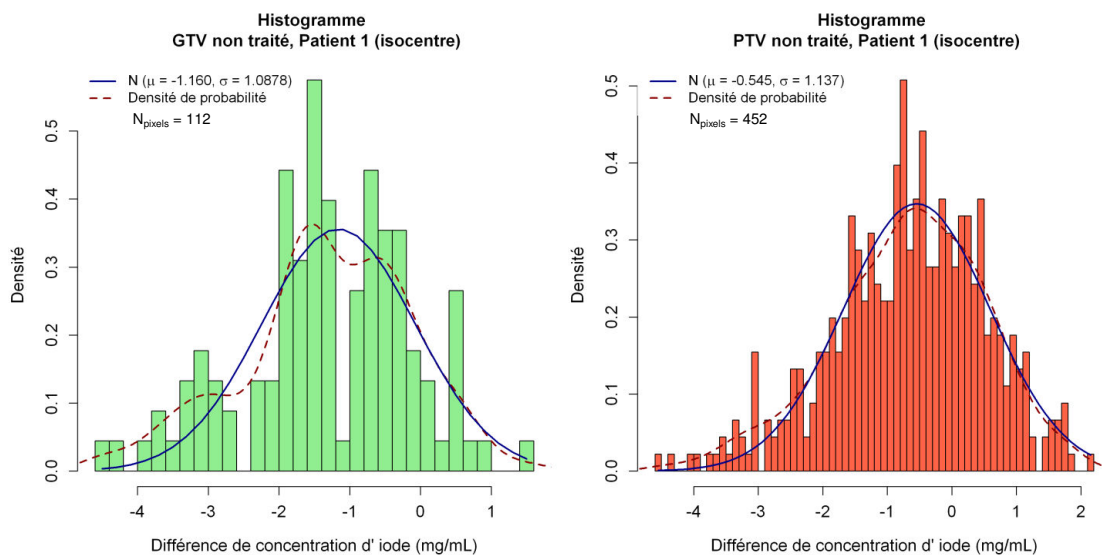 Histogramme
GTV non traité, Patient 1 (isocentre)
N (μ = -1.160, σ = 1.0878)
Densité de probabilité
Npixels = 112
Densité
0.0
0.1
0.2
0.3
0.4
0.5
-4
-3
-2
-1
0
1
Différence de concentration d' iode (mg/mL)
Histogramme
PTV non traité, Patient 1 (isocentre)
N (μ = -0.545, σ = 1.137)
Densité de probabilité
Npixels = 452
Densité
0.0
0.1
0.2
0.3
0.4
0.5
-4
-3
-2
-1
0
1
2
Différence de concentration d' iode (mg/mL)